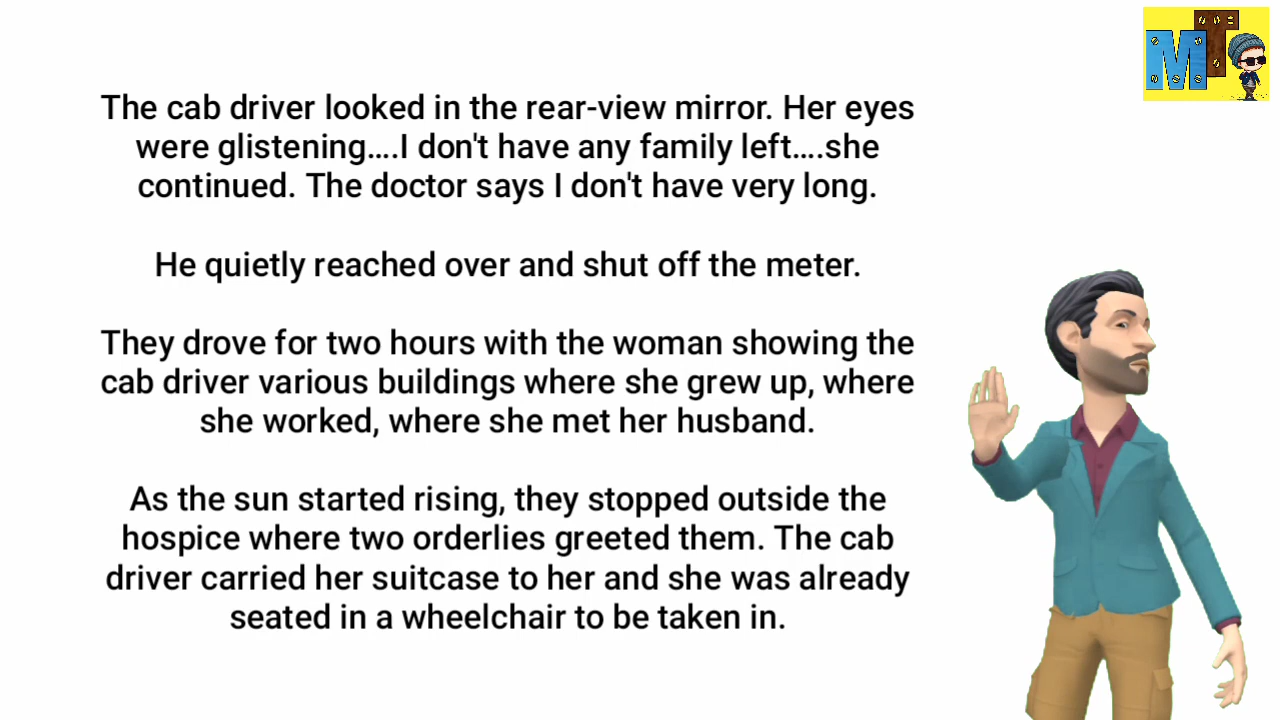 MT
The cab driver looked in the rear-view mirror. Her eyes
were glistening....I don't have any family left....she
continued. The doctor says I don't have very long.
He quietly reached over and shut off the meter.
They drove for two hours with the woman showing the
cab driver various buildings where she grew up, where
she worked, where she met her husband.
As the sun started rising, they stopped outside the
hospice where two orderlies greeted them. The cab
driver carried her suitcase to her and she was already
seated in a wheelchair to be taken in.